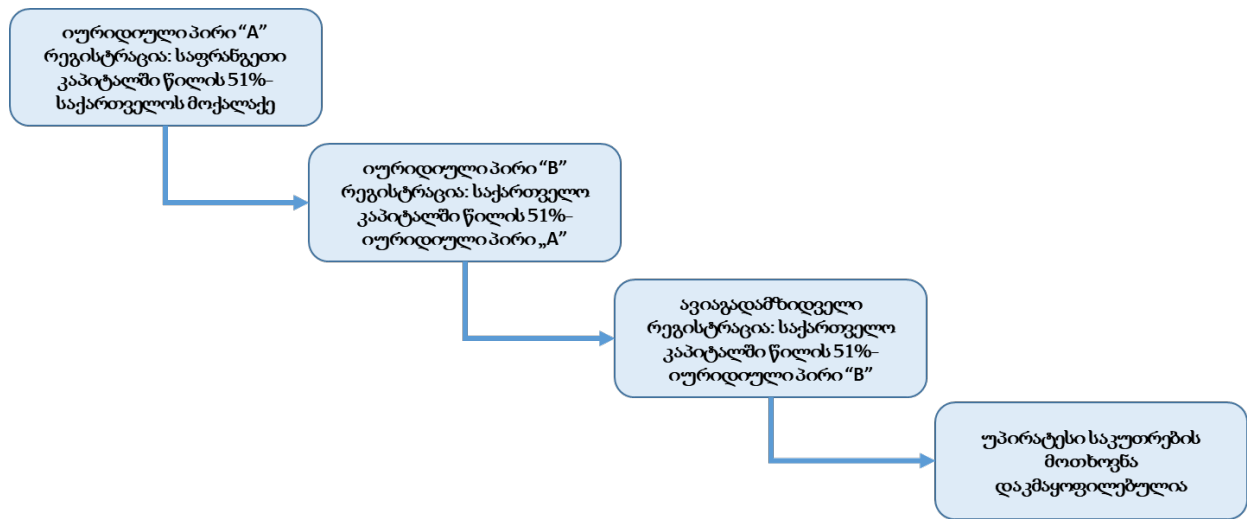 იურიდიული პირი “A”
რეგისტრაცია: საფრანგეთი
კაპიტალში წილის 51%-
საქართველოს მოქალაქე
იურიდიული პირი “B”
რეგისტრაცია: საქართველო
კაპიტალში წილის 51%-
იურიდიული პირი „A”
ავიაგადამზიდველი
რეგისტრაცია: საქართველო
კაპიტალში წილის 51%-
იურიდიული პირი “B”
უპირატესი საკუთრების
მოთხოვნა
დაკმაყოფილებულია